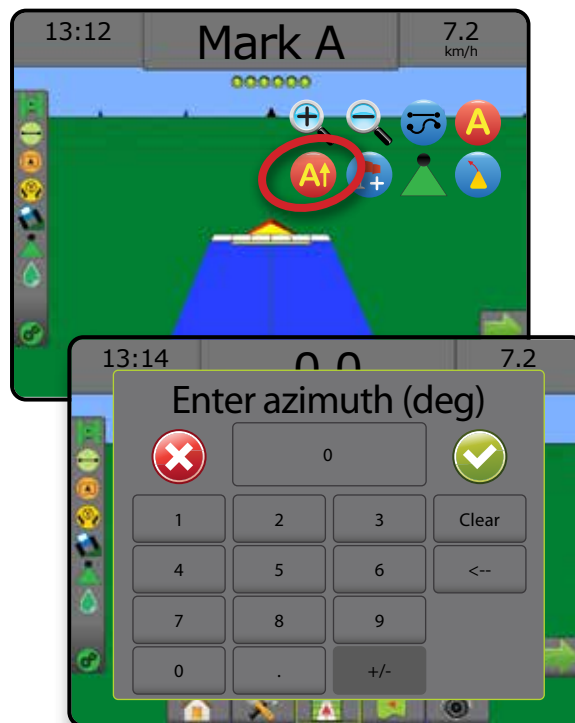 13:12 Mark A 7.2
km/h
A
A
13:14 0.0 7.2
Enter azimuth (deg)
0
1 2 3 Clear
4 5 6 <--
7 8 9
0 . +/-